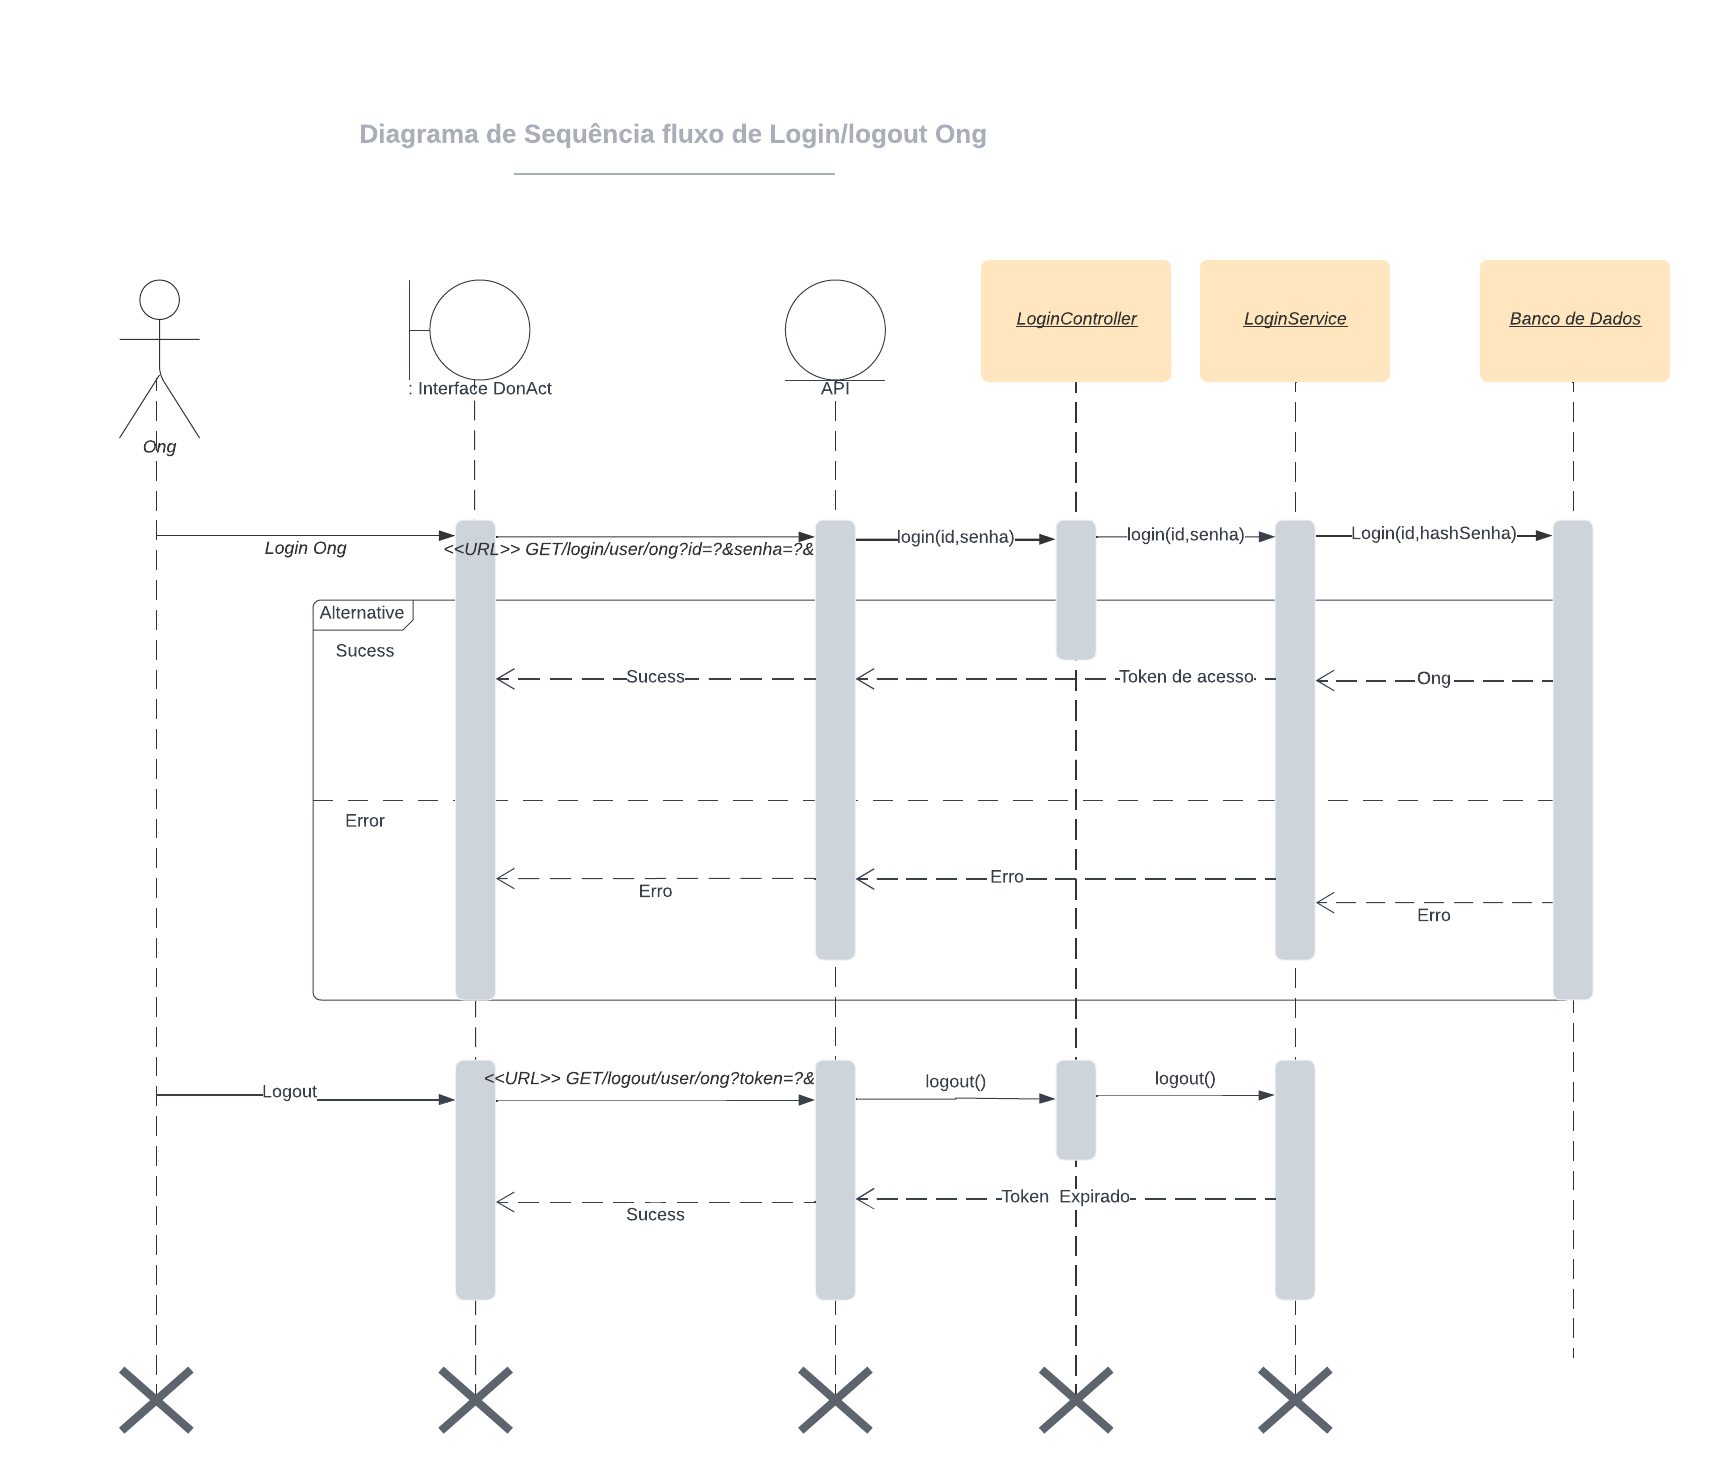 Diagrama de Sequência fluxo de Login/logout Ong
LoginController
LoginService
Banco de Dados
: Interface DonAct
API
Ong
Login Ong
<<URL>> GET/login/user/ong?id=?&senha=?&
login(id,senha)
login(id,senha)
Login(id,hashSenha)
Alternative
Sucess
Sucess
Token de acesso
Ong
Error
Erro
Erro
Erro
Logout
<<URL>> GET/logout/user/ong?token=?&
logout()
logout()
Sucess
Token Expirado